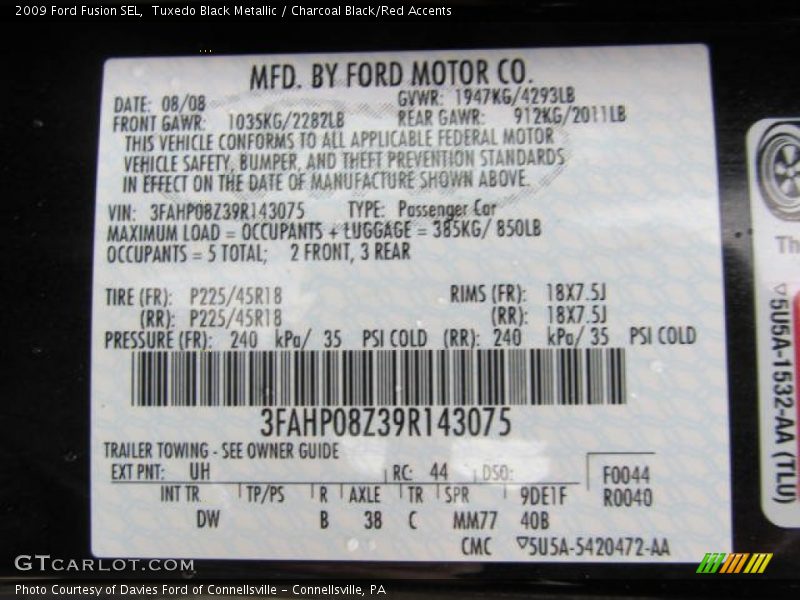 2009 Ford Fusion SEL, Tuxedo Black Metallic / Charcoal Black/Red Accents
MFD. BY FORD MOTOR CO.
DATE: 08/08 GVWR: 1947KG/4293LB
FRONT GAWR: 1035KG/2282LB REAR GAWR: 912KG/2011LB
THIS VEHICLE CONFORMS TO ALL APPLICABLE FEDERAL MOTOR
VEHICLE SAFETY, BUMPER, AND THEFT PREVENTION STANDARDS
IN EFFECT ON THE DATE OF MANUFACTURE SHOWN ABOVE.
VIN: 3FAHP08Z39R143075 TYPE: Passenger Car
MAXIMUM LOAD = OCCUPANTS + LUGGAGE = 385KG/ 850LB
OCCUPANTS = 5 TOTAL; 2 FRONT, 3 REAR
TIRE (FR): P225/45R18 RIMS (FR): 18X7.5J
(RR): P225/45R18 (RR): 18X7.5J
PRESSURE (FR): 240 kPa/ 35 PSI COLD (RR): 240 kPa/ 35 PSI COLD
3FAHP08Z39R143075
TRAILER TOWING - SEE OWNER GUIDE
EXT PNT: UH RC: 44 DSO: F0044
INT TR TP/PS R AXLE TR SPR 9DE1F R0040
DW B 38 C MM77 40B
CMC ▽5U5A-5420472-AA
Th
▽5U5A-1532-AA (TLU)
GTCARLOT.COM
Photo Courtesy of Davies Ford of Connellsville – Connellsville, PA